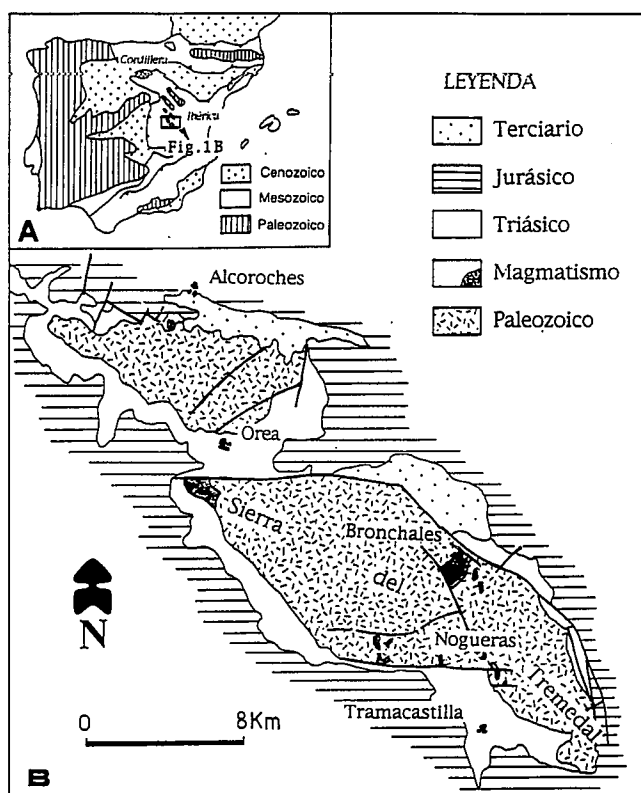 Cordillera
Ibérica
Fig.1B
Cenozoico
Mesozoico
Paleozoico
A
LEYENDA
Terciario
Jurásico
Triásico
Magmatismo
Paleozoico
Alcoroches
Orea
Sierra
Bronchales
del
Nogueras
Tremedal
Tramacastilla
N
0 8Km
B